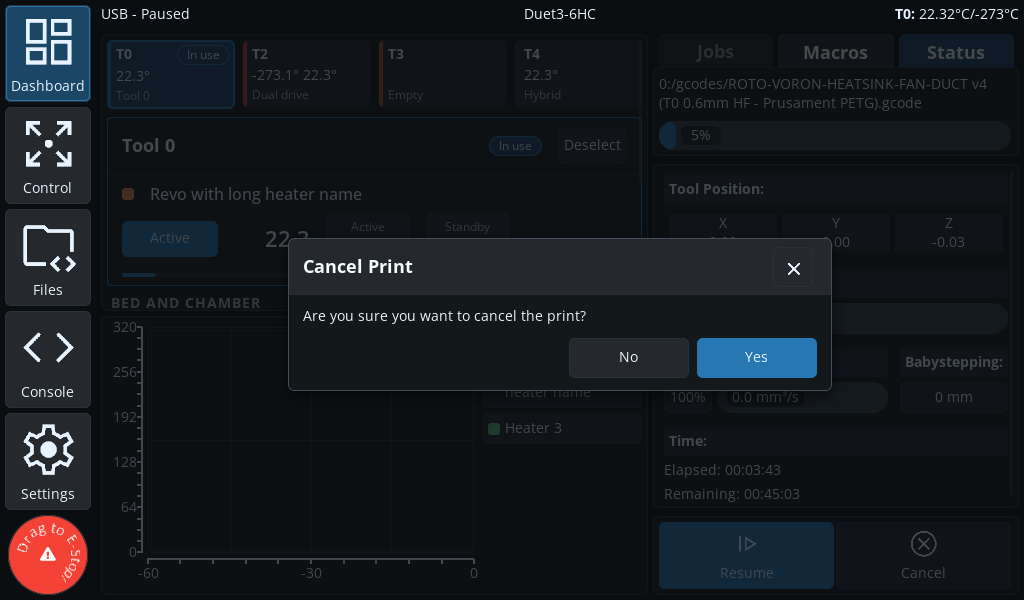 USB - Paused
Duet3-6HC
T0: 22.32°C/-273°C
Dashboard
Control
Files
Console
Settings
Drag to E-Stop!
T0
In use
22.3°
Tool 0
T2
-273.1° 22.3°
Dual drive
T3
Empty
T4
22.3°
Hybrid
Tool 0
In use
Deselect
Revo with long heater name
Active
22.3
Active
Standby
BED AND CHAMBER
320
256
192
128
64
0
-60
-30
0
heater name
Heater 3
Cancel Print
Are you sure you want to cancel the print?
No
Yes
Jobs
Macros
Status
0:/gcodes/ROTO-VORON-HEATSINK-FAN-DUCT v4
(T0 0.6mm HF - Prusament PETG).gcode
5%
Tool Position:
X
Y
Z
-0.03
Babystepping:
100%
0.0 mm³/s
0 mm
Time:
Elapsed: 00:03:43
Remaining: 00:45:03
Resume
Cancel